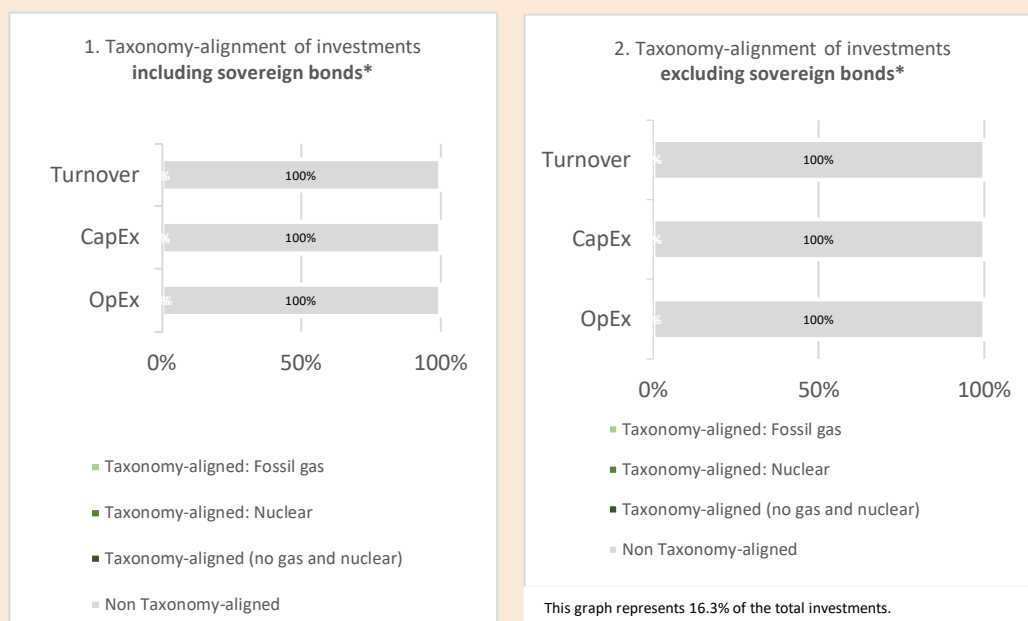 1. Taxonomy-alignment of investments
including sovereign bonds*
Turnover
100%
CapEx
100%
OpEx
100%
0% 50% 100%
Taxonomy-aligned: Fossil gas
Taxonomy-aligned: Nuclear
Taxonomy-aligned (no gas and nuclear)
Non Taxonomy-aligned
2. Taxonomy-alignment of investments
excluding sovereign bonds*
Turnover
100%
CapEx
100%
OpEx
100%
0% 50% 100%
Taxonomy-aligned: Fossil gas
Taxonomy-aligned: Nuclear
Taxonomy-aligned (no gas and nuclear)
Non Taxonomy-aligned
This graph represents 16.3% of the total investments.